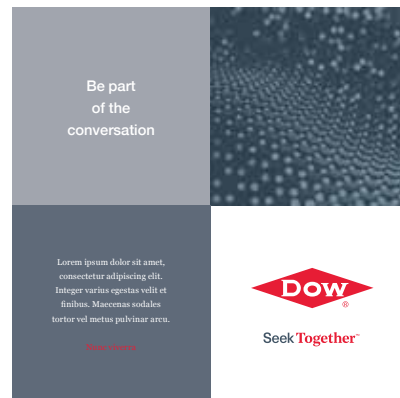 Be part
of the
conversation
Lorem ipsum dolor sit amet,
consectetur adipiscing elit.
Integer varius egestas velit et
finibus. Maecenas sodales
tortor vel metus pulvinar arcu.
Dow
®
Seek Together™